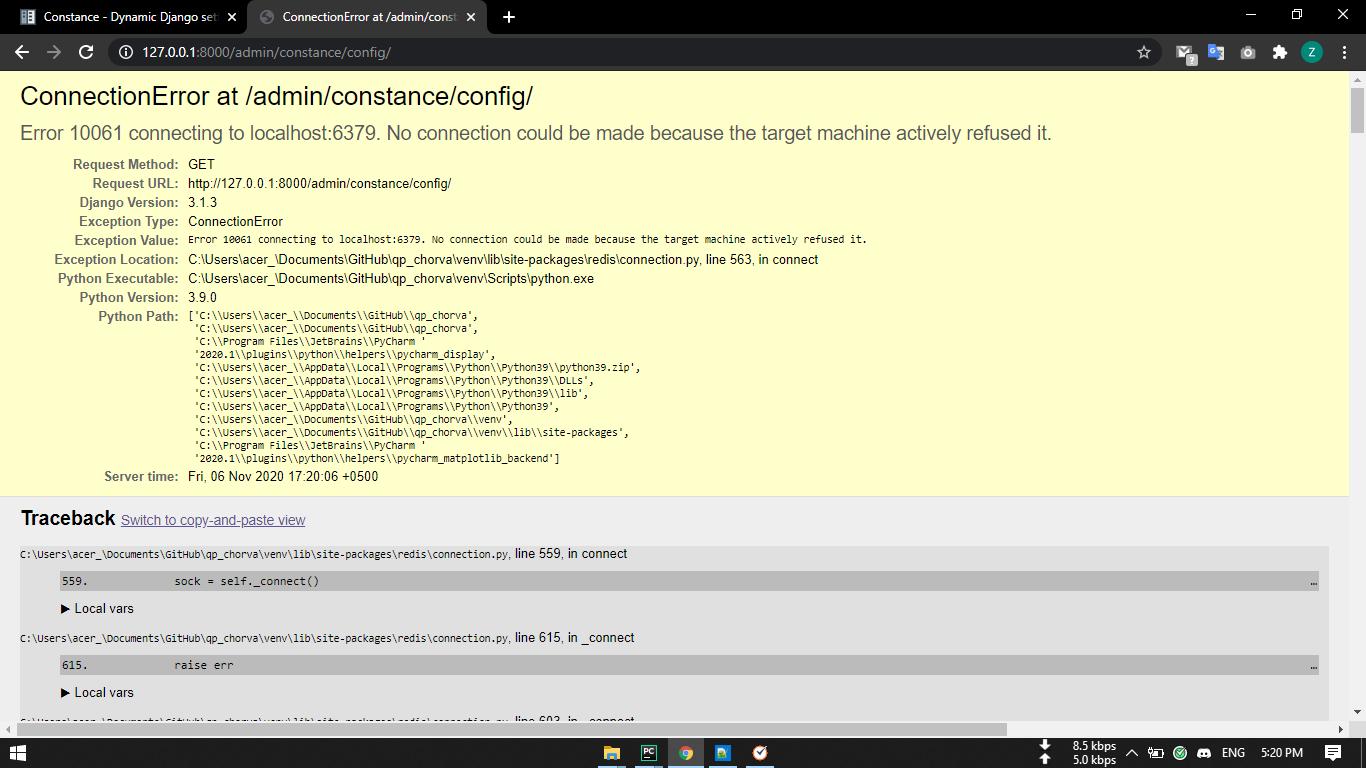 Constance - Dynamic Django set
ConnectionError at /admin/const
127.0.0.1:8000/admin/constance/config/
Z
ConnectionError at /admin/constance/config/
Error 10061 connecting to localhost:6379. No connection could be made because the target machine actively refused it.
Request Method: GET
Request URL: http://127.0.0.1:8000/admin/constance/config/
Django Version: 3.1.3
Exception Type: ConnectionError
Exception Value: Error 10061 connecting to localhost:6379. No connection could be made because the target machine actively refused it.
Exception Location: C:\Users\acer_\Documents\GitHub\qp_chorva\venv\lib\site-packages\redis\connection.py, line 563, in connect
Python Executable: C:\Users\acer_\Documents\GitHub\qp_chorva\venv\Scripts\python.exe
Python Version: 3.9.0
Python Path: ['C:\\Users\\acer_\\Documents\\GitHub\\qp_chorva',
'C:\\Users\\acer_\\Documents\\GitHub\\qp_chorva',
'C:\\Program Files\\JetBrains\\PyCharm '
'2020.1\\plugins\\python\\helpers\\pycharm_display',
'C:\\Users\\acer_\\AppData\\Local\\Programs\\Python\\Python39\\python39.zip',
'C:\\Users\\acer_\\AppData\\Local\\Programs\\Python\\Python39\\DLLs',
'C:\\Users\\acer_\\AppData\\Local\\Programs\\Python\\Python39\\lib',
'C:\\Users\\acer_\\AppData\\Local\\Programs\\Python\\Python39',
'C:\\Users\\acer_\\Documents\\GitHub\\qp_chorva\\venv',
'C:\\Users\\acer_\\Documents\\GitHub\\qp_chorva\\venv\\lib\\site-packages',
'C:\\Program Files\\JetBrains\\PyCharm '
'2020.1\\plugins\\python\\helpers\\pycharm_matplotlib_backend']
Server time: Fri, 06 Nov 2020 17:20:06 +0500
Traceback Switch to copy-and-paste view
C:\Users\acer_\Documents\GitHub\qp_chorva\venv\lib\site-packages\redis\connection.py, line 559, in connect
559. sock = self._connect() …
▶ Local vars
C:\Users\acer_\Documents\GitHub\qp_chorva\venv\lib\site-packages\redis\connection.py, line 615, in _connect
615. raise err …
▶ Local vars
C:\Users\acer_\Documents\GitHub\qp_chorva\venv\lib\site-packages\redis\connection.py, line 603, in _connect
PC
8.5 kbps
5.0 kbps
ENG
5:20 PM